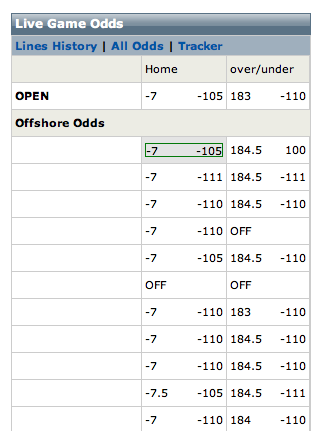 Live Game Odds
Lines History | All Odds | Tracker
Home over/under
OPEN -7 -105 183 -110
Offshore Odds
-7 -105 184.5 100
-7 -111 184.5 -111
-7 -110 184.5 -110
-7 -110 OFF
-7 -105 184.5 -110
OFF OFF
-7 -110 183 -110
-7 -110 184.5 -110
-7 -110 184.5 -110
-7.5 -105 184.5 -111
-7 -110 184 -110